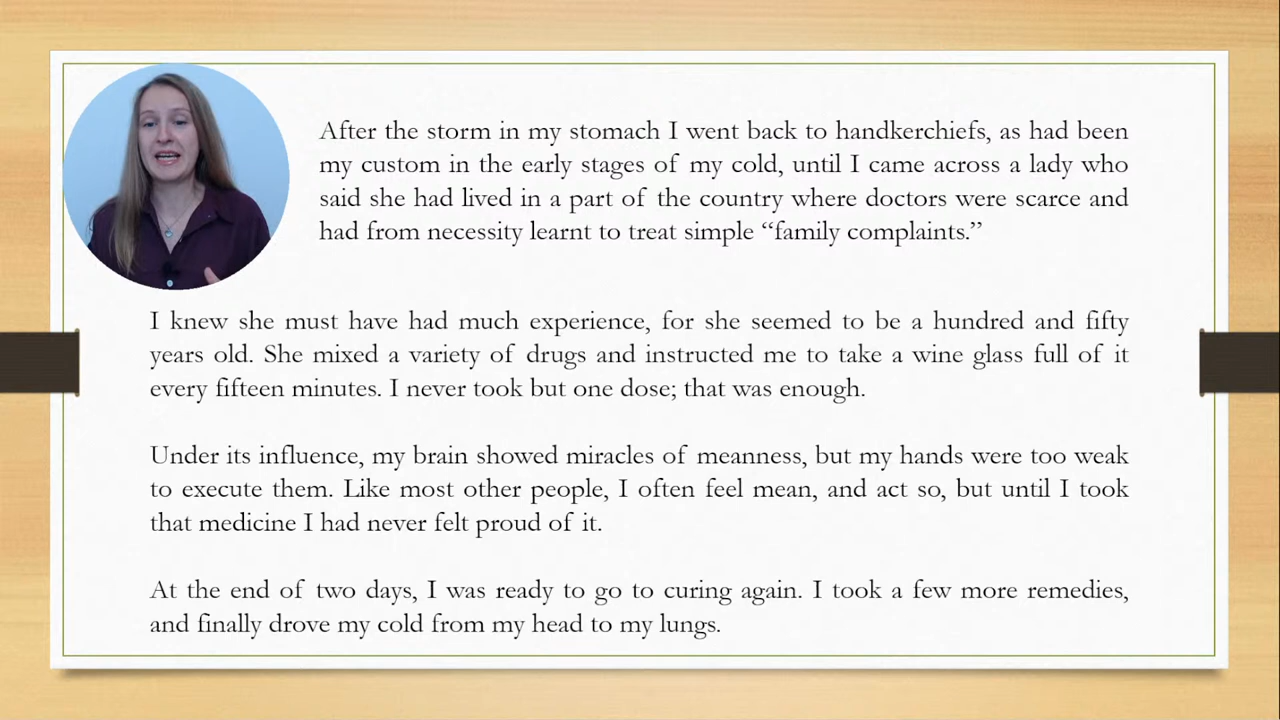 After the storm in my stomach I went back to handkerchiefs, as had been
my custom in the early stages of my cold, until I came across a lady who
said she had lived in a part of the country where doctors were scarce and
had from necessity learnt to treat simple “family complaints.”
I knew she must have had much experience, for she seemed to be a hundred and fifty
years old. She mixed a variety of drugs and instructed me to take a wine glass full of it
every fifteen minutes. I never took but one dose; that was enough.
Under its influence, my brain showed miracles of meanness, but my hands were too weak
to execute them. Like most other people, I often feel mean, and act so, but until I took
that medicine I had never felt proud of it.
At the end of two days, I was ready to go to curing again. I took a few more remedies,
and finally drove my cold from my head to my lungs.